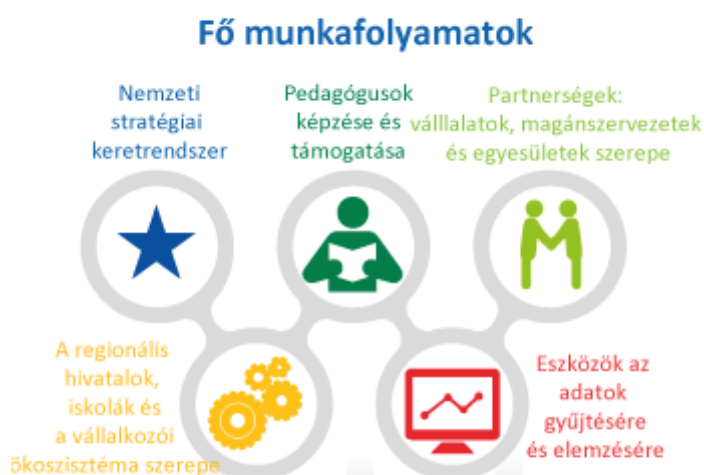 Fő munkafolyamatok
Nemzeti
stratégiai
keretrendszer
Pedagógusok
képzése és
támogatása
Partnerségek:
válllalatok, magánszervezetek
és egyesületek szerepe
A regionális
hivatalok,
iskolák és
a vállalkozói
ökoszisztéma szerepe
Eszközök az
adatok
gyűjtésére
és elemzésére